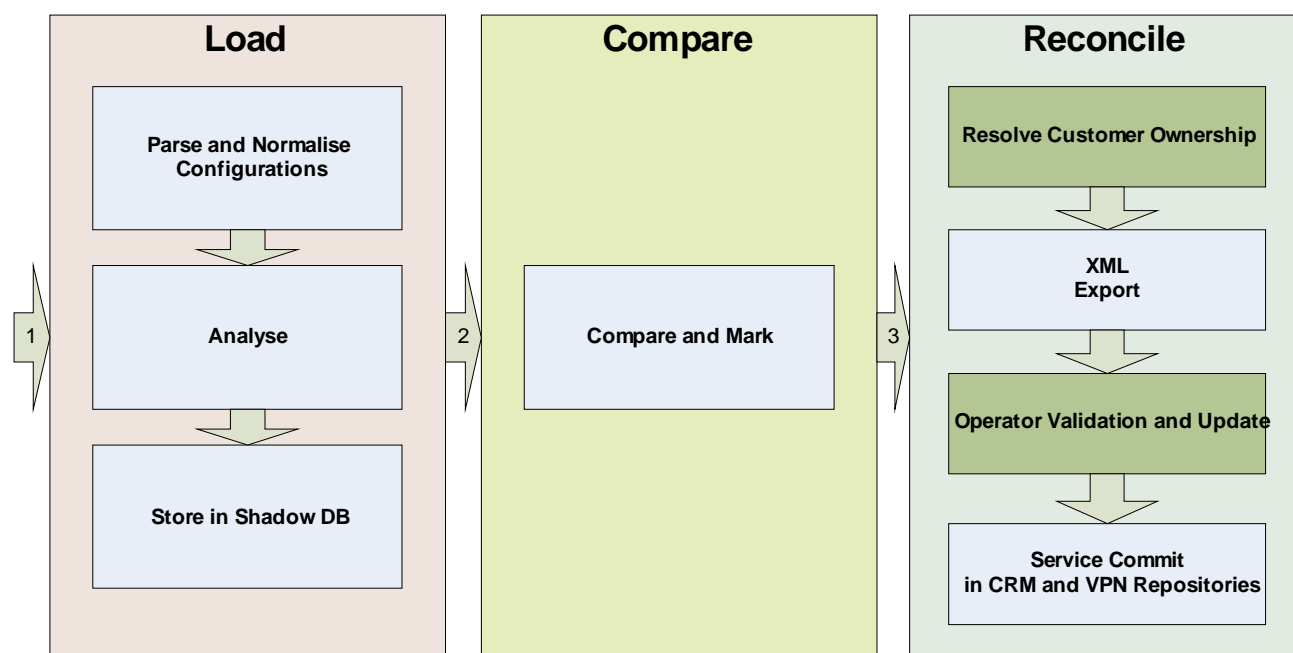 Load
Parse and Normalise
Configurations
1
Analyse
Store in Shadow DB
Compare
2
Compare and Mark
Reconcile
Resolve Customer Ownership
XML
Export
3
Operator Validation and Update
Service Commit
in CRM and VPN Repositories